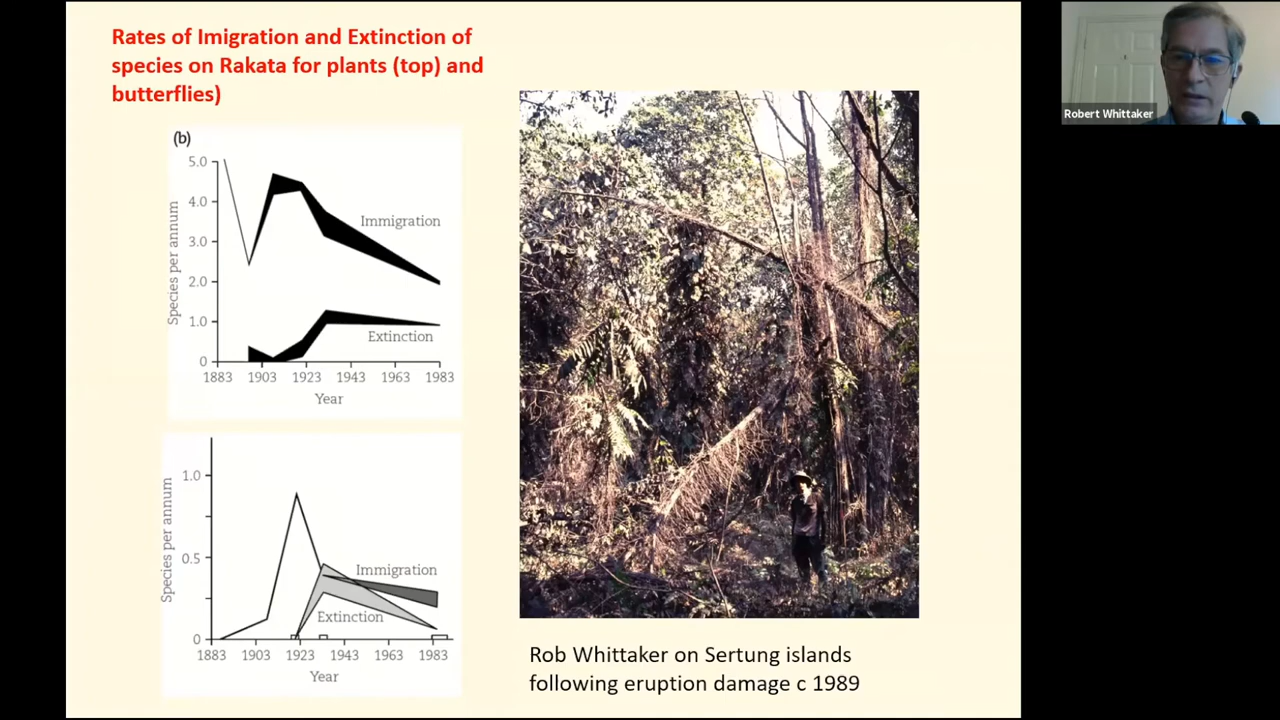 Rates of Imigration and Extinction of
species on Rakata for plants (top) and
butterflies)
(b)
5.0
4.0
3.0
2.0
1.0
0
Species per annum
Immigration
Extinction
1883 1903 1923 1943 1963 1983
Year
1.0
0.5
0
Species per annum
Immigration
Extinction
1883 1903 1923 1943 1963 1983
Year
Rob Whittaker on Sertung islands
following eruption damage c 1989
Robert Whittaker